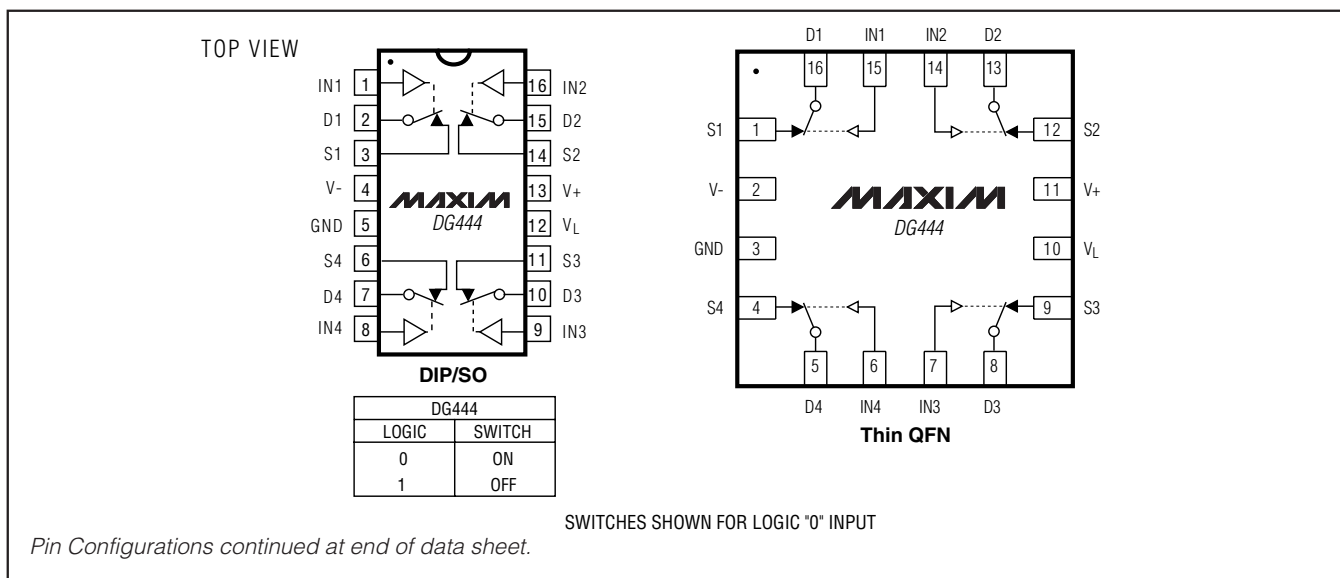 TOP VIEW
IN1 1 16 IN2
D1 2 15 D2
S1 3 14 S2
V- 4 13 V+
GND 5 12 VL
S4 6 11 S3
D4 7 10 D3
IN4 8 9 IN3
MAXIM
DG444
DIP/SO
DG444
LOGIC SWITCH
0 ON
1 OFF
D1 IN1 IN2 D2
16 15 14 13
S1 1 12 S2
V- 2 11 V+
GND 3 10 VL
S4 4 9 S3
MAXIM
DG444
5 6 7 8
D4 IN4 IN3 D3
Thin QFN
SWITCHES SHOWN FOR LOGIC "0" INPUT
Pin Configurations continued at end of data sheet.